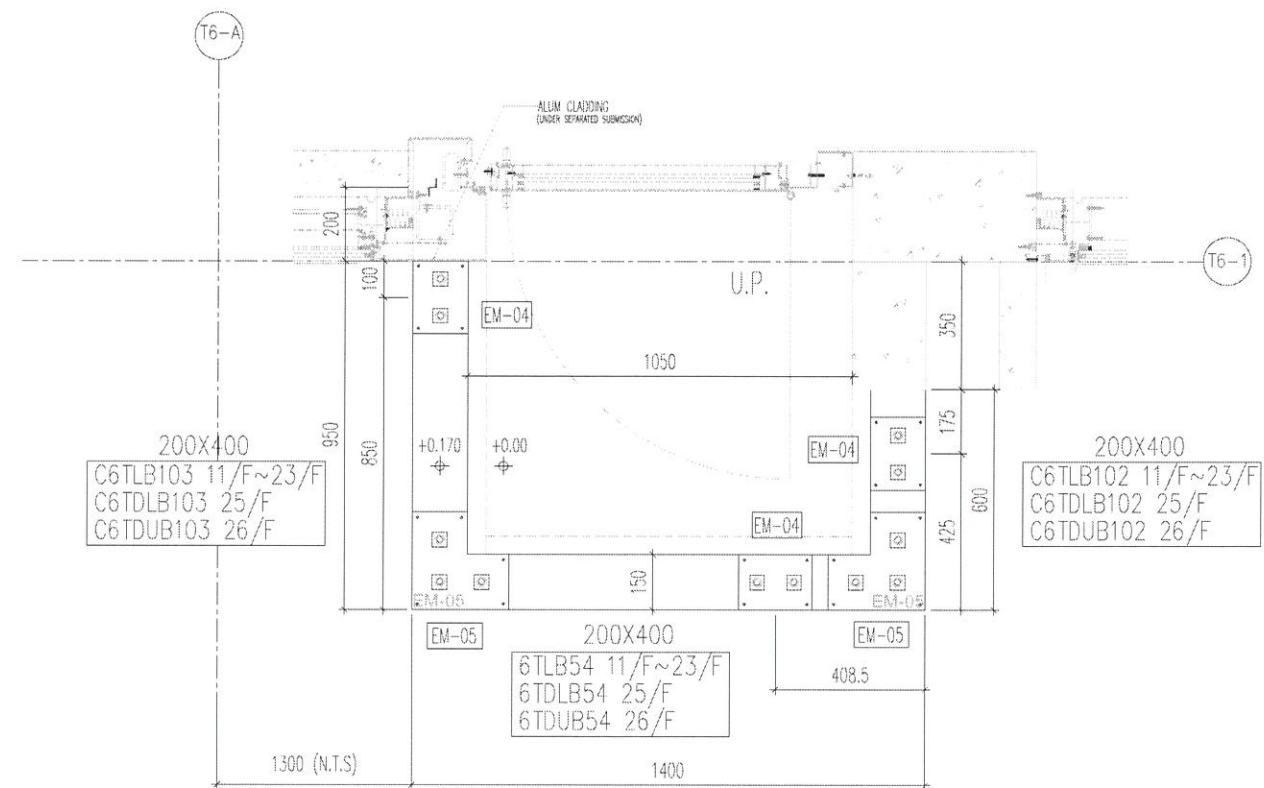 T6-A
ALUM CLADDING
(UNDER SEPARATED SUBMISSION)
200
T6-1
100
U.P.
EM-04
350
1050
950
850
+0.170
+0.00
EM-04
175
200X400
C6TLB103 11/F~23/F
C6TDLB103 25/F
C6TDUB103 26/F
200X400
C6TLB102 11/F~23/F
C6TDLB102 25/F
C6TDUB102 26/F
600
EM-04
425
150
EM-05
EM-05
EM-05
EM-05
200X400
6TLB54 11/F~23/F
6TDLB54 25/F
6TDUB54 26/F
408.5
1300 (N.T.S)
1400